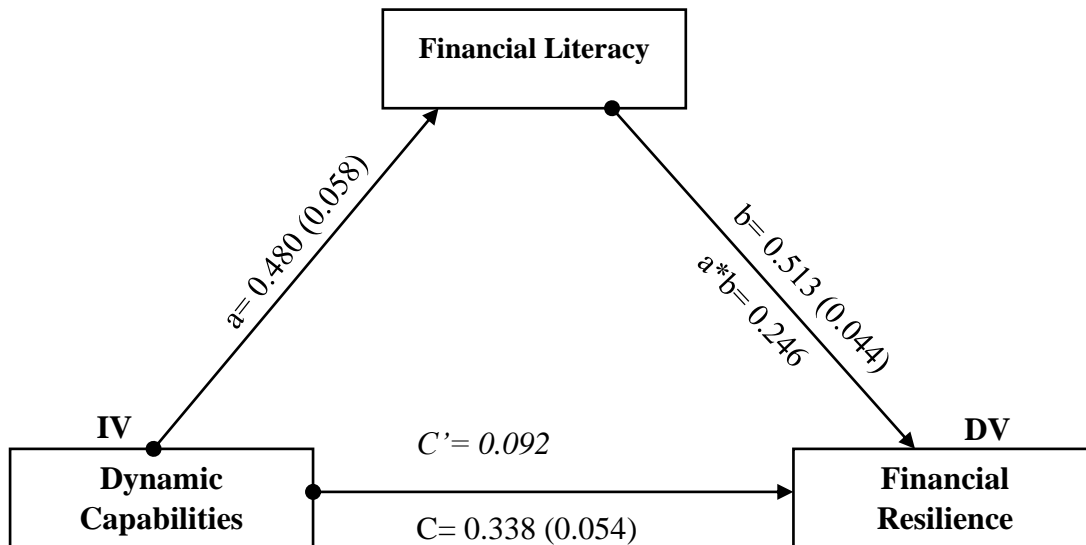 Financial Literacy
a= 0.480 (0.058)
b= 0.513 (0.044)
a*b= 0.246
IV
DV
Dynamic
Capabilities
C’= 0.092
C= 0.338 (0.054)
Financial
Resilience